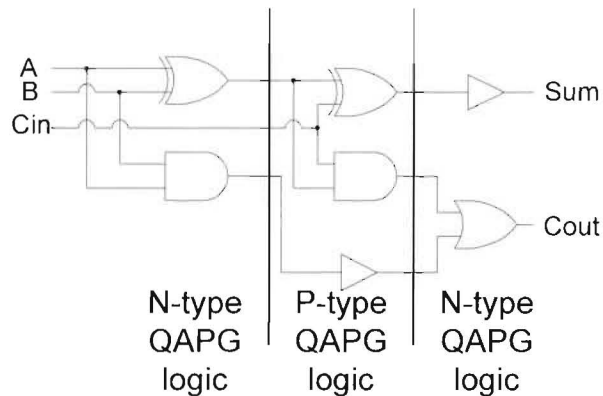 A
B
Cin
Sum
Cout
N-type
QAPG
logic
P-type
QAPG
logic
N-type
QAPG
logic